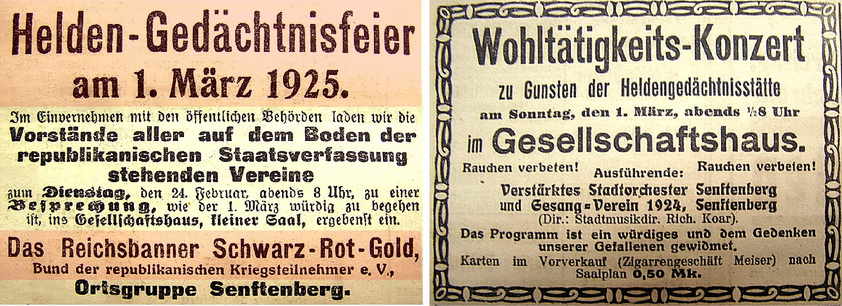 Helden-Gedächtnisfeier
am 1. März 1925.
Im Einvernehmen mit den öffentlichen Behörden laden wir die
Vorstände aller auf dem Boden der
republikanischen Staatsverfassung
stehenden Vereine
zum Dienstag, den 24. Februar, abends 8 Uhr, zu einer
Besprechung, wie der 1. März würdig zu begehen
ist, ins Gesellschaftshaus, kleiner Saal, ergebenst ein.
Das Reichsbanner Schwarz-Rot-Gold,
Bund der republikanischen Kriegsteilnehmer e. V.,
Ortsgruppe Senftenberg.
Wohltätigkeits-Konzert
zu Gunsten der Heldengedächtnisstätte
am Sonntag, den 1. März, abends ½8 Uhr
im Gesellschaftshaus.
Rauchen verbeten! Ausführende: Rauchen verbeten!
Verstärktes Stadtorchester Senftenberg
und Gesang-Verein 1924, Senftenberg
(Dir.: Stadtmusikdir. Rich. Koar).
Das Programm ist ein würdiges und dem Gedenken
unserer Gefallenen gewidmet.
Karten im Vorverkauf (Zigarrengeschäft Meiser) nach
Saalplan 0,50 Mk.